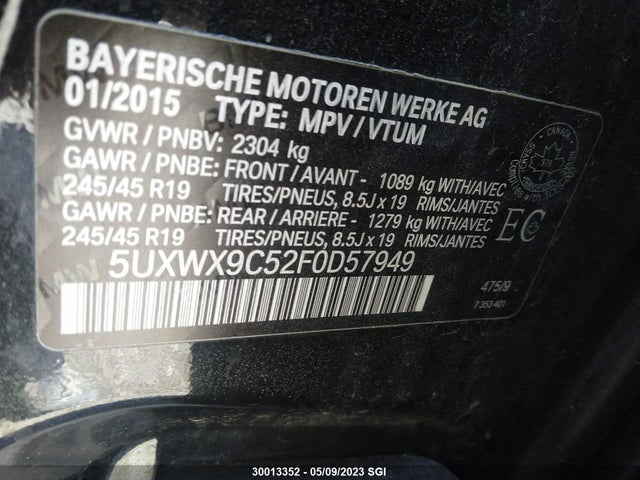 BAYERISCHE MOTOREN WERKE AG
01/2015 TYPE: MPV / VTUM
GVWR / PNBV: 2304 kg
GAWR / PNBE: FRONT / AVANT - 1089 kg WITH/AVEC
245/45 R19 TIRES/PNEUS, 8.5J x 19 RIMS/JANTES
GAWR / PNBE: REAR / ARRIERE - 1279 kg WITH/AVEC
245/45 R19 TIRES/PNEUS, 8.5J x 19 RIMS/JANTES
CANADA
EC
5UXWX9C52F0D57949
475/9
7 353 401
30013352 — 05/09/2023 SGI